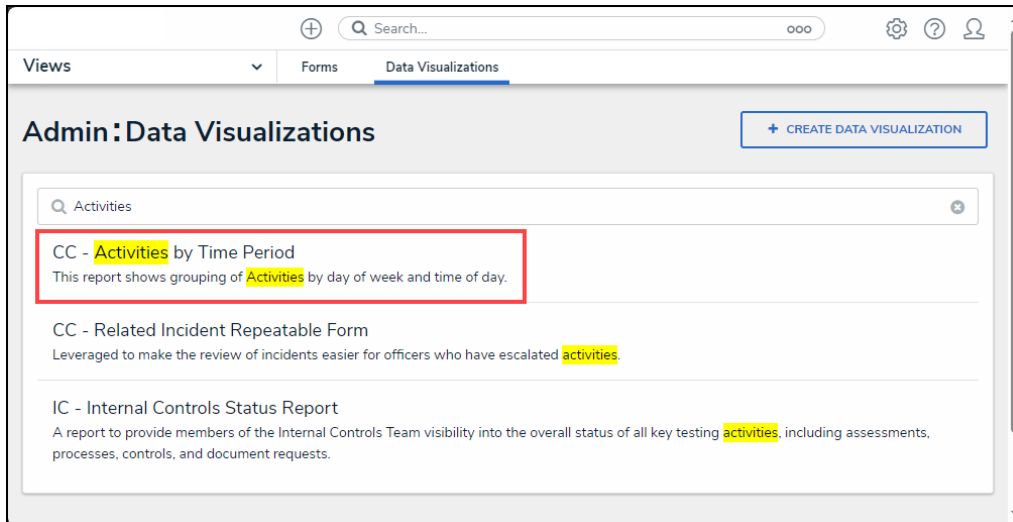 Search...
ooo
Views
Forms
Data Visualizations
Admin:Data Visualizations
+ CREATE DATA VISUALIZATION
Activities
CC - Activities by Time Period
This report shows grouping of Activities by day of week and time of day.
CC - Related Incident Repeatable Form
Leveraged to make the review of incidents easier for officers who have escalated activities.
IC - Internal Controls Status Report
A report to provide members of the Internal Controls Team visibility into the overall status of all key testing activities, including assessments,
processes, controls, and document requests.